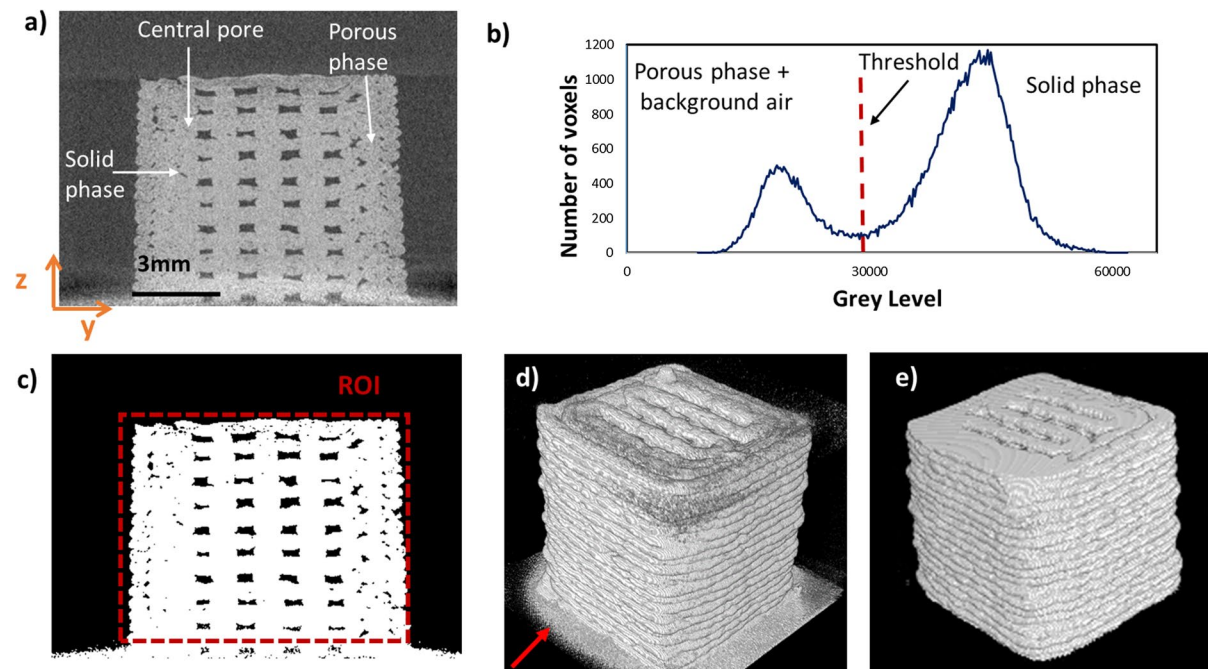 a)
Central pore
Porous
phase
Solid
phase
3mm
z
y
b)
1200
1000
800
600
400
200
0
Number of voxels
Porous phase +
background air
Threshold
Solid phase
0
30000
60000
Grey Level
c)
ROI
d)
e)